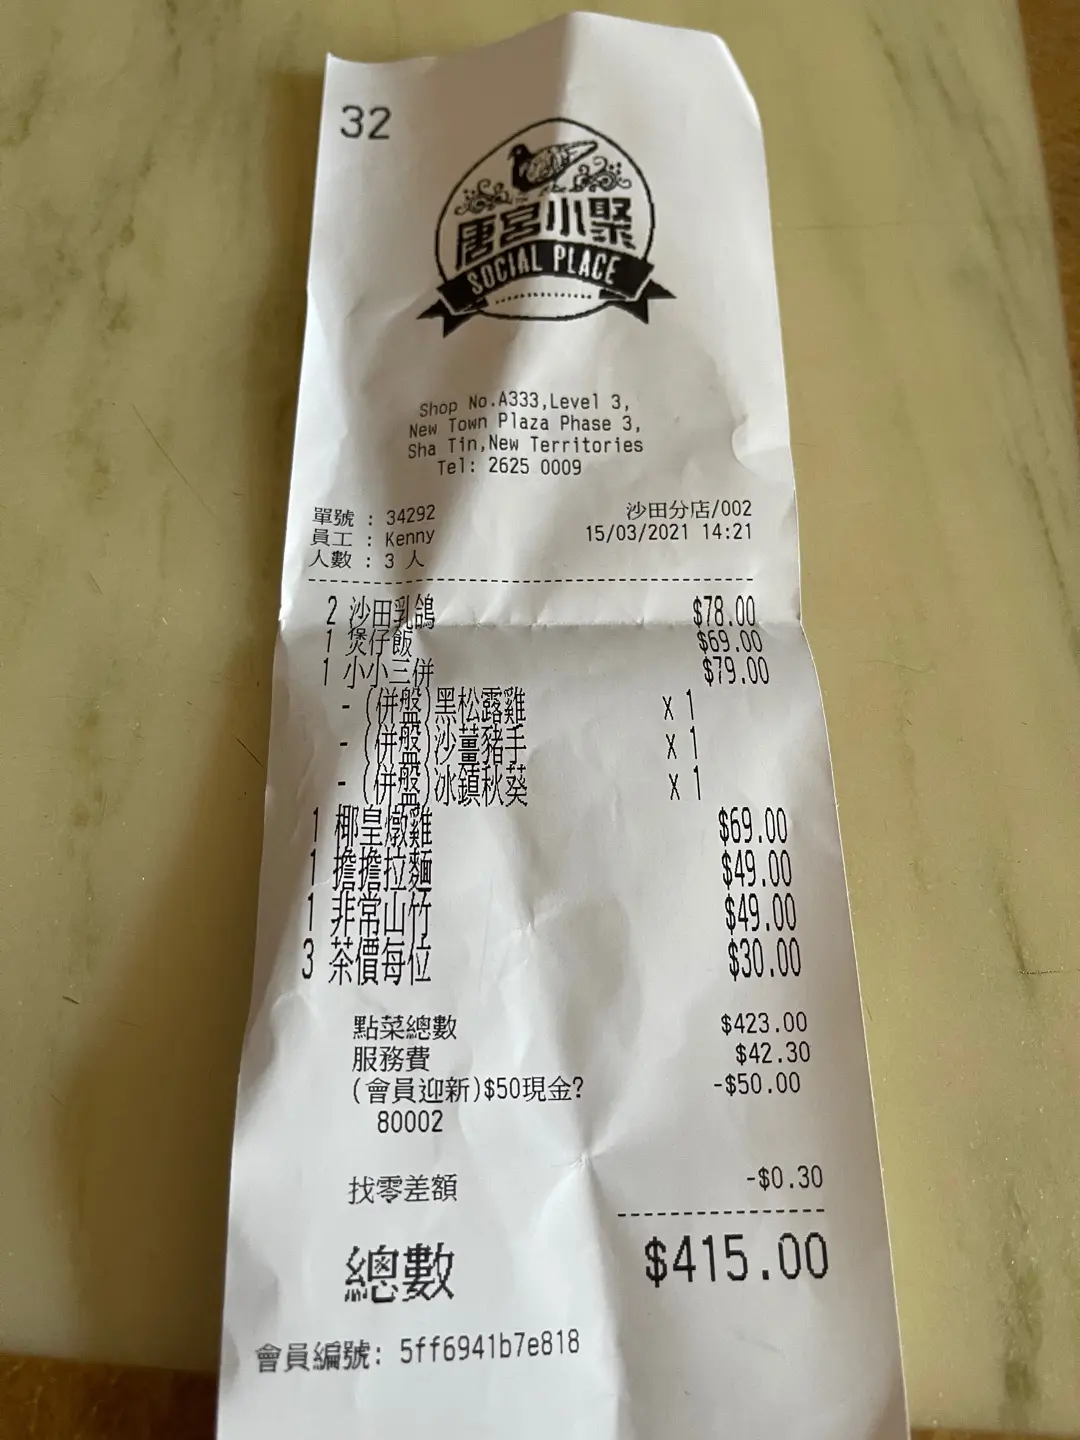 32
唐宮小聚
SOCIAL PLACE
Shop No.A333,Level 3,
New Town Plaza Phase 3,
Sha Tin,New Territories
Tel: 2625 0009
單號 : 34292 沙田分店/002
員工 : Kenny 15/03/2021 14:21
人數 : 3 人
2 沙田乳鴿 $78.00
1 煲仔飯 $69.00
1 小小三併 $79.00
- (併盤)黑松露雞 x 1
- (併盤)沙薑豬手 x 1
- (併盤)冰鎮秋葵 x 1
1 椰皇燉雞 $69.00
1 擔擔拉麵 $49.00
1 非常山竹 $49.00
3 茶價每位 $30.00
點菜總數 $423.00
服務費 $42.30
(會員迎新)$50現金? -$50.00
80002
找零差額 -$0.30
總數 $415.00
會員編號: 5ff6941b7e818